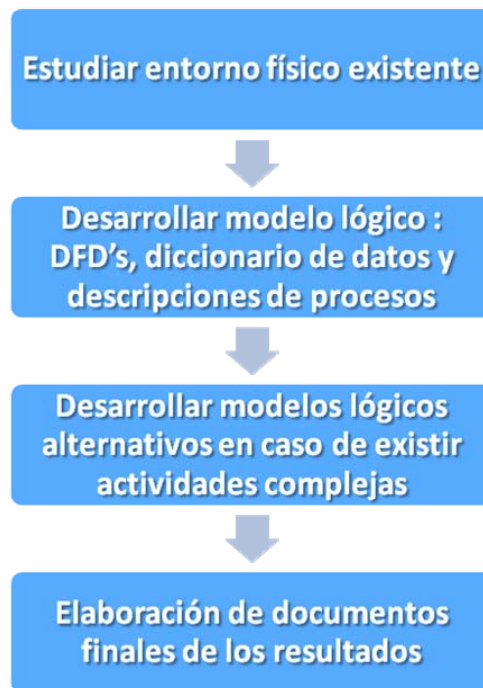 Estudiar entorno físico existente
Desarrollar modelo lógico :
DFD's, diccionario de datos y
descripciones de procesos
Desarrollar modelos lógicos
alternativos en caso de existir
actividades complejas
Elaboración de documentos
finales de los resultados